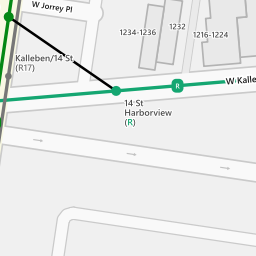 W Jorrey Pl
1232
1234-1236
1216-1224
Kalleben/14 St
(R17)
R
W Kalle
14 St
Harborview
(R)